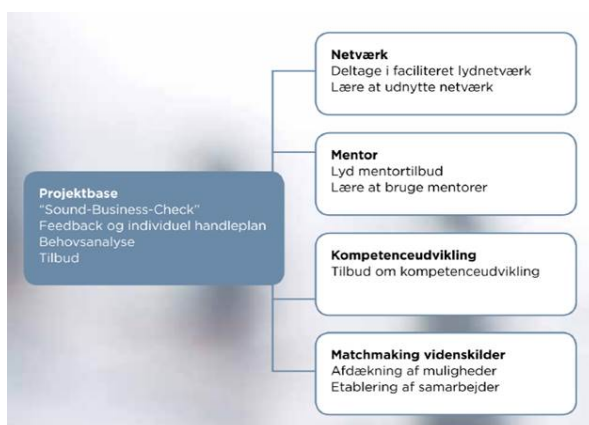 Projektbase
"Sound-Business-Check"
Feedback og individuel handleplan
Behovsanalyse
Tilbud
Netværk
Deltage i faciliteret lydnetværk
Lære at udnytte netværk
Mentor
Lyd mentortilbud
Lære at bruge mentorer
Kompetenceudvikling
Tilbud om kompetenceudvikling
Matchmaking videnskilder
Afdækning af muligheder
Etablering af samarbejder